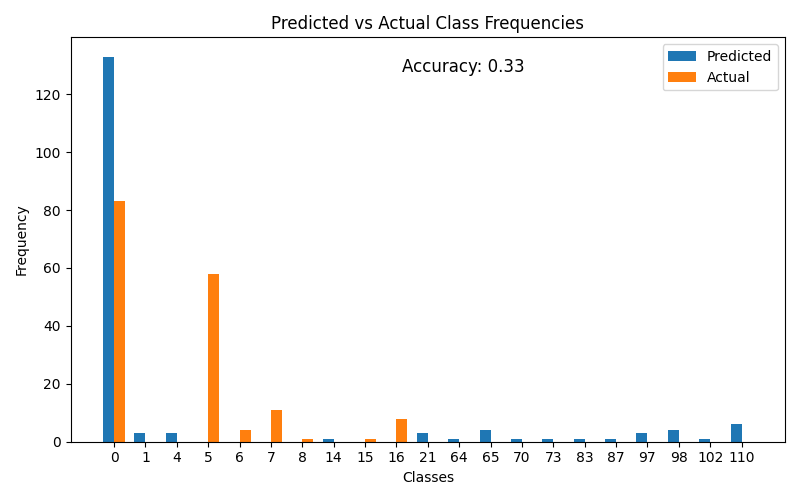 Predicted vs Actual Class Frequencies
Accuracy: 0.33
Predicted
Actual
Frequency
120
100
80
60
40
20
0
0 1 4 5 6 7 8 14 15 16 21 64 65 70 73 83 87 97 98 102 110
Classes